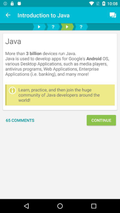 10:08
Introduction to Java
Java
More than 3 billion devices run Java.
Java is used to develop apps for Google's Android OS,
various Desktop Applications, such as media players,
antivirus programs, Web Applications, Enterprise
Applications (i.e. banking), and many more!
Learn, practice, and then join the huge
community of Java developers around the
world!
45 COMMENTS
CONTINUE